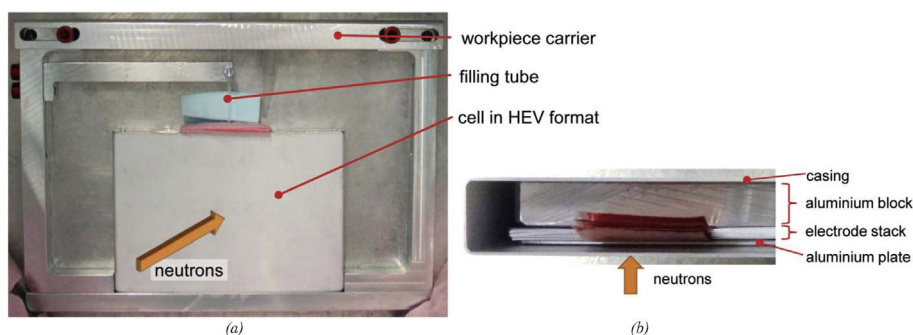 workpiece carrier
filling tube
cell in HEV format
neutrons
(a)
casing
aluminium block
electrode stack
aluminium plate
neutrons
(b)